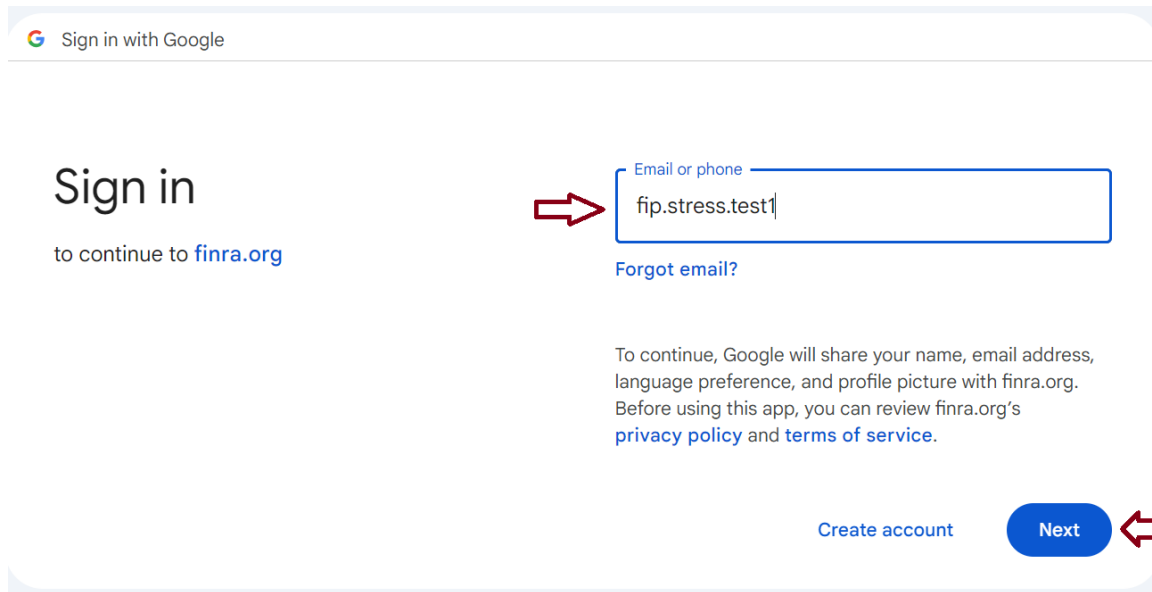 Sign in with Google
Sign in
to continue to finra.org
Email or phone
fip.stress.test1
Forgot email?
To continue, Google will share your name, email address,
language preference, and profile picture with finra.org.
Before using this app, you can review finra.org’s
privacy policy and terms of service.
Create account
Next